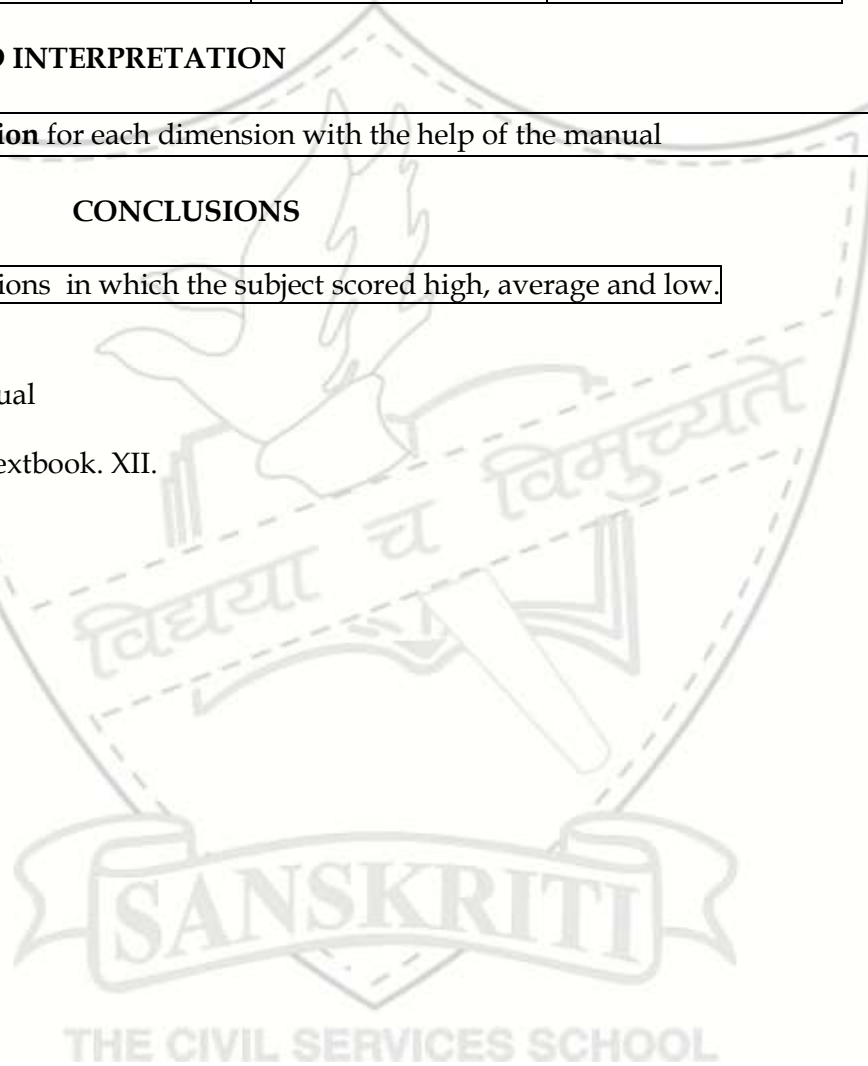 INTERPRETATION
ion for each dimension with the help of the manual
CONCLUSIONS
ions in which the subject scored high, average and low.
ual
extbook. XII.
विद्यया च विमुच्यते
SANSKRITI
THE CIVIL SERVICES SCHOOL